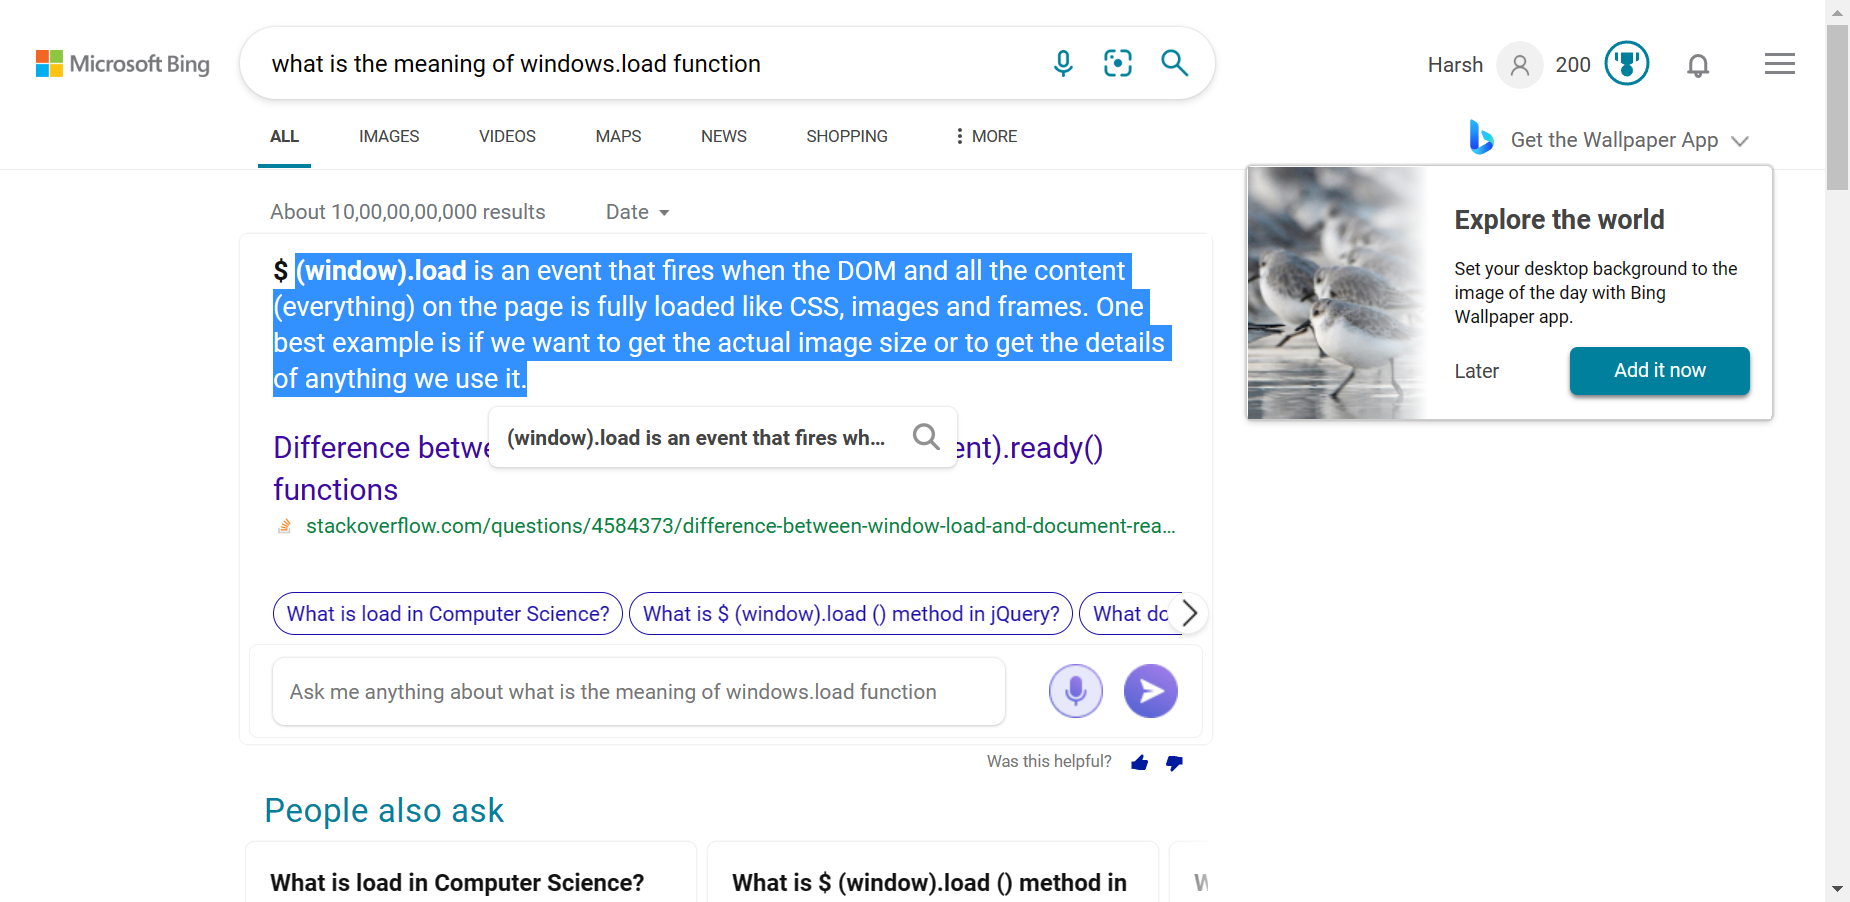 Microsoft Bing
what is the meaning of windows.load function
Harsh
200
ALL
IMAGES
VIDEOS
MAPS
NEWS
SHOPPING
MORE
Get the Wallpaper App
About 10,00,00,00,000 results
Date
$ (window).load is an event that fires when the DOM and all the content
(everything) on the page is fully loaded like CSS, images and frames. One
best example is if we want to get the actual image size or to get the details
of anything we use it.
Explore the world
Set your desktop background to the
image of the day with Bing
Wallpaper app.
Later
Add it now
(window).load is an event that fires wh...
Difference betwe
ent).ready()
functions
stackoverflow.com/questions/4584373/difference-between-window-load-and-document-rea...
What is load in Computer Science?
What is $ (window).load () method in jQuery?
What do
Ask me anything about what is the meaning of windows.load function
Was this helpful?
People also ask
What is load in Computer Science?
What is $ (window).load () method in
W